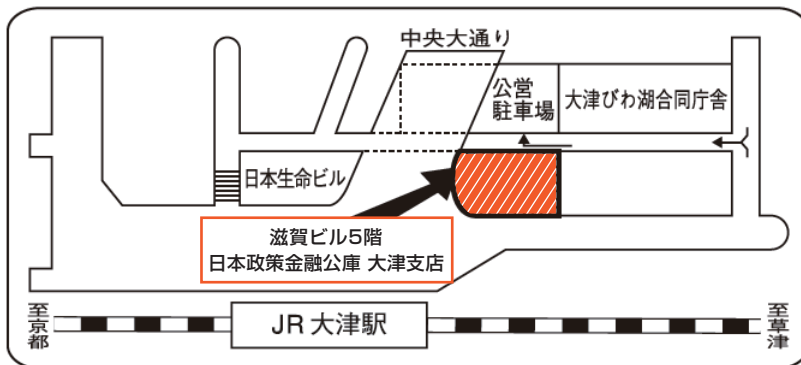 中央大通り
公営
駐車場
大津びわ湖合同庁舎
日本生命ビル
滋賀ビル5階
日本政策金融公庫 大津支店
至京都
JR大津駅
至草津